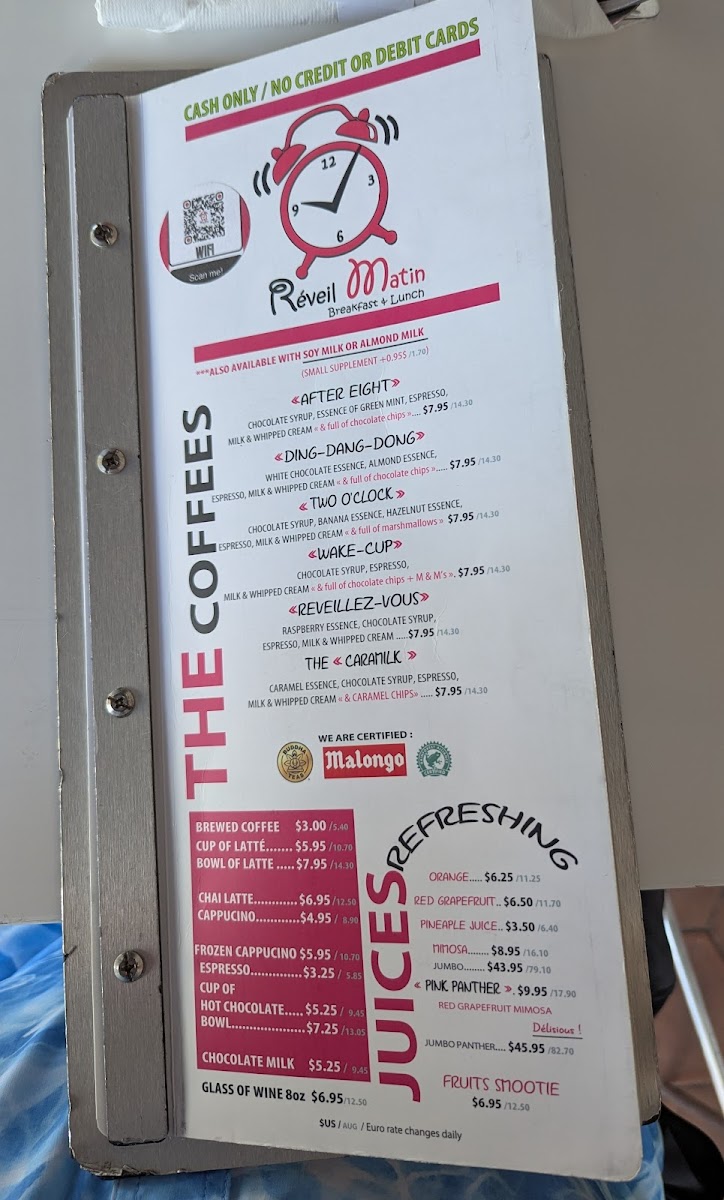 CASH ONLY / NO CREDIT OR DEBIT CARDS
12
3
9
6
WIFI
Scan me!
Réveil Matin
Breakfast & Lunch
***ALSO AVAILABLE WITH SOY MILK OR ALMOND MILK
(SMALL SUPPLEMENT +0.95$ /1.70)
THE COFFEES
«AFTER EIGHT»
CHOCOLATE SYRUP, ESSENCE OF GREEN MINT, ESPRESSO,
MILK & WHIPPED CREAM « & full of chocolate chips ».... $7.95 /14.30
«DING-DANG-DONG»
WHITE CHOCOLATE ESSENCE, ALMOND ESSENCE,
ESPRESSO, MILK & WHIPPED CREAM « & full of chocolate chips »..... $7.95 /14.30
« TWO O'CLOCK »
CHOCOLATE SYRUP, BANANA ESSENCE, HAZELNUT ESSENCE,
ESPRESSO, MILK & WHIPPED CREAM « & full of marshmallows » $7.95 /14.30
«WAKE-CUP»
CHOCOLATE SYRUP, ESPRESSO,
MILK & WHIPPED CREAM « & full of chocolate chips + M & M's ». $7.95 /14.30
«REVEILLEZ-VOUS»
RASPBERRY ESSENCE, CHOCOLATE SYRUP,
ESPRESSO, MILK & WHIPPED CREAM .....$7.95 /14.30
THE « CARAMILK »
CARAMEL ESSENCE, CHOCOLATE SYRUP, ESPRESSO,
MILK & WHIPPED CREAM « & CARAMEL CHIPS» ..... $7.95 /14.30
WE ARE CERTIFIED :
BUDDHA TEAS
Malongo
BREWED COFFEE $3.00 /5.40
CUP OF LATTÉ....... $5.95 /10.70
BOWL OF LATTE ..... $7.95 /14.30
CHAI LATTE............$6.95 /12.50
CAPPUCINO...........$4.95 / 8.90
FROZEN CAPPUCINO $5.95 / 10.70
ESPRESSO..............$3.25 / 5.85
CUP OF
HOT CHOCOLATE..... $5.25 / 9.45
BOWL.....................$7.25 /13.05
CHOCOLATE MILK $5.25 / 9.45
GLASS OF WINE 8oz $6.95/12.50
REFRESHING
JUICES
ORANGE..... $6.25 /11.25
RED GRAPEFRUIT.. $6.50 /11.70
PINEAPLE JUICE.. $3.50 /6.40
MIMOSA........ $8.95 /16.10
JUMBO........ $43.95 /79.10
« PINK PANTHER ». $9.95 /17.90
RED GRAPEFRUIT MIMOSA
Délisious !
JUMBO PANTHER.... $45.95 /82.70
FRUITS SMOOTIE
$6.95 /12.50
$US / AUG / Euro rate changes daily